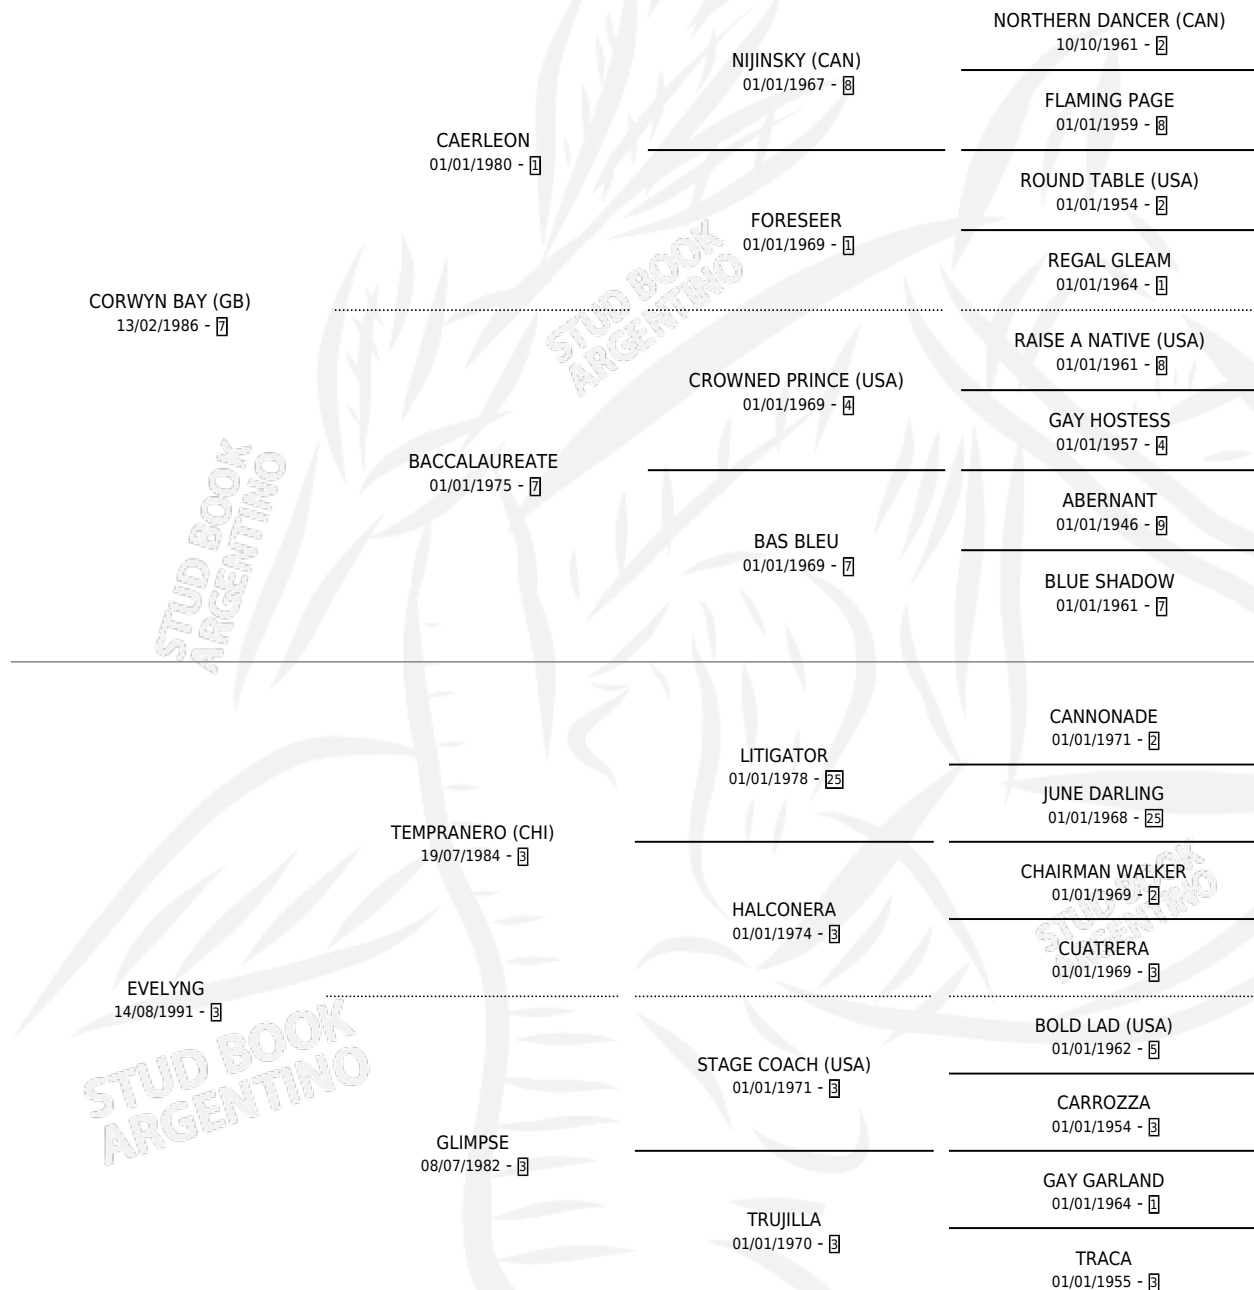 NORTHERN DANCER (CAN)
10/10/1961 - 2
NIJINSKY (CAN)
01/01/1967 - 8
FLAMING PAGE
01/01/1959 - 8
CAERLEON
01/01/1980 - 1
ROUND TABLE (USA)
01/01/1954 - 2
FORESEER
01/01/1969 - 1
REGAL GLEAM
01/01/1964 - 1
CORWYN BAY (GB)
13/02/1986 - 7
RAISE A NATIVE (USA)
01/01/1961 - 8
CROWNED PRINCE (USA)
01/01/1969 - 4
GAY HOSTESS
01/01/1957 - 4
BACCALAUREATE
01/01/1975 - 7
ABERNANT
01/01/1946 - 9
BAS BLEU
01/01/1969 - 7
BLUE SHADOW
01/01/1961 - 7
STUD BOOK
ARGENTINO
STUD BOOK
ARGENTINO
CANNONADE
01/01/1971 - 2
LITIGATOR
01/01/1978 - 25
JUNE DARLING
01/01/1968 - 25
TEMPRANERO (CHI)
19/07/1984 - 3
CHAIRMAN WALKER
01/01/1969 - 2
HALCONERA
01/01/1974 - 3
CUATRERA
01/01/1969 - 3
EVELYNG
14/08/1991 - 3
BOLD LAD (USA)
01/01/1962 - 5
STAGE COACH (USA)
01/01/1971 - 3
CARROZZA
01/01/1954 - 3
GLIMPSE
08/07/1982 - 3
GAY GARLAND
01/01/1964 - 1
TRUJILLA
01/01/1970 - 3
TRACA
01/01/1955 - 3
STUD BOOK
ARGENTINO
STUD BOOK
ARGENTINO